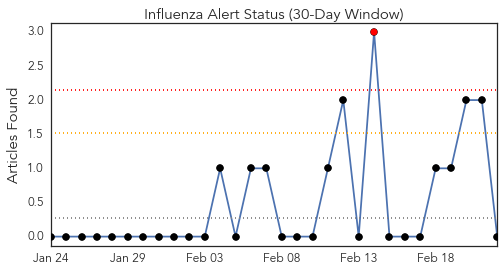 Influenza Alert Status (30-Day Window)
Articles Found
3.0
2.5
2.0
1.5
1.0
0.5
0.0
Jan 24 Jan 29 Feb 03 Feb 08 Feb 13 Feb 18